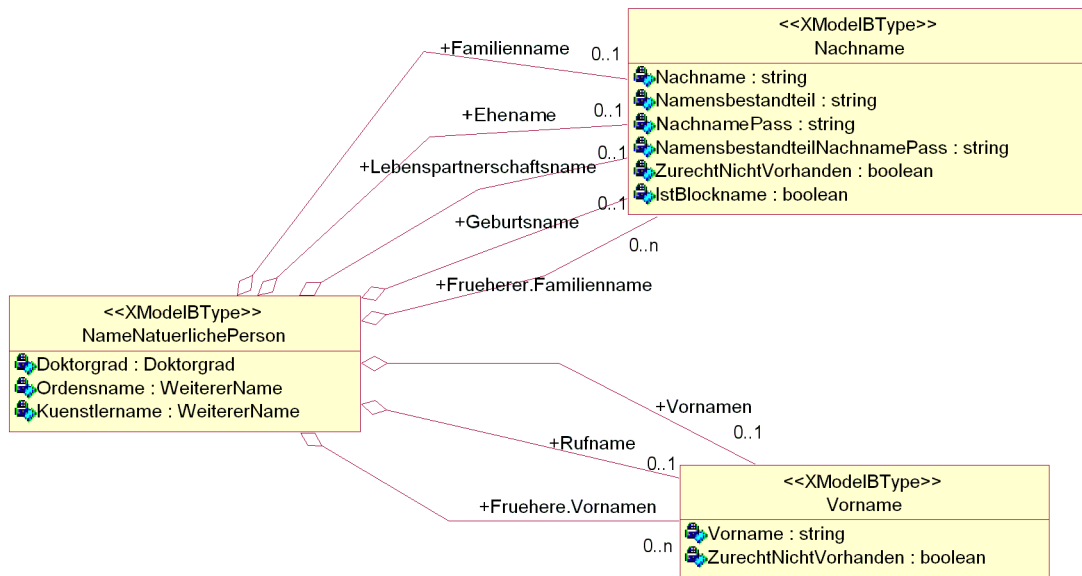 <<XModelBType>>
Nachname
Nachname : string
Namensbestandteil : string
NachnamePass : string
NamensbestandteilNachnamePass : string
ZurechtNichtVorhanden : boolean
IstBlockname : boolean
+Familienname
0..1
+Ehename
0..1
+Lebenspartnerschaftsname
0..1
+Geburtsname
0..1
+Frueherer.Familienname
0..n
<<XModelBType>>
NameNatuerlichePerson
Doktorgrad : Doktorgrad
Ordensname : WeitererName
Kuenstlername : WeitererName
+Vornamen
0..1
+Rufname
0..1
+Fruehere.Vornamen
0..n
<<XModelBType>>
Vorname
Vorname : string
ZurechtNichtVorhanden : boolean